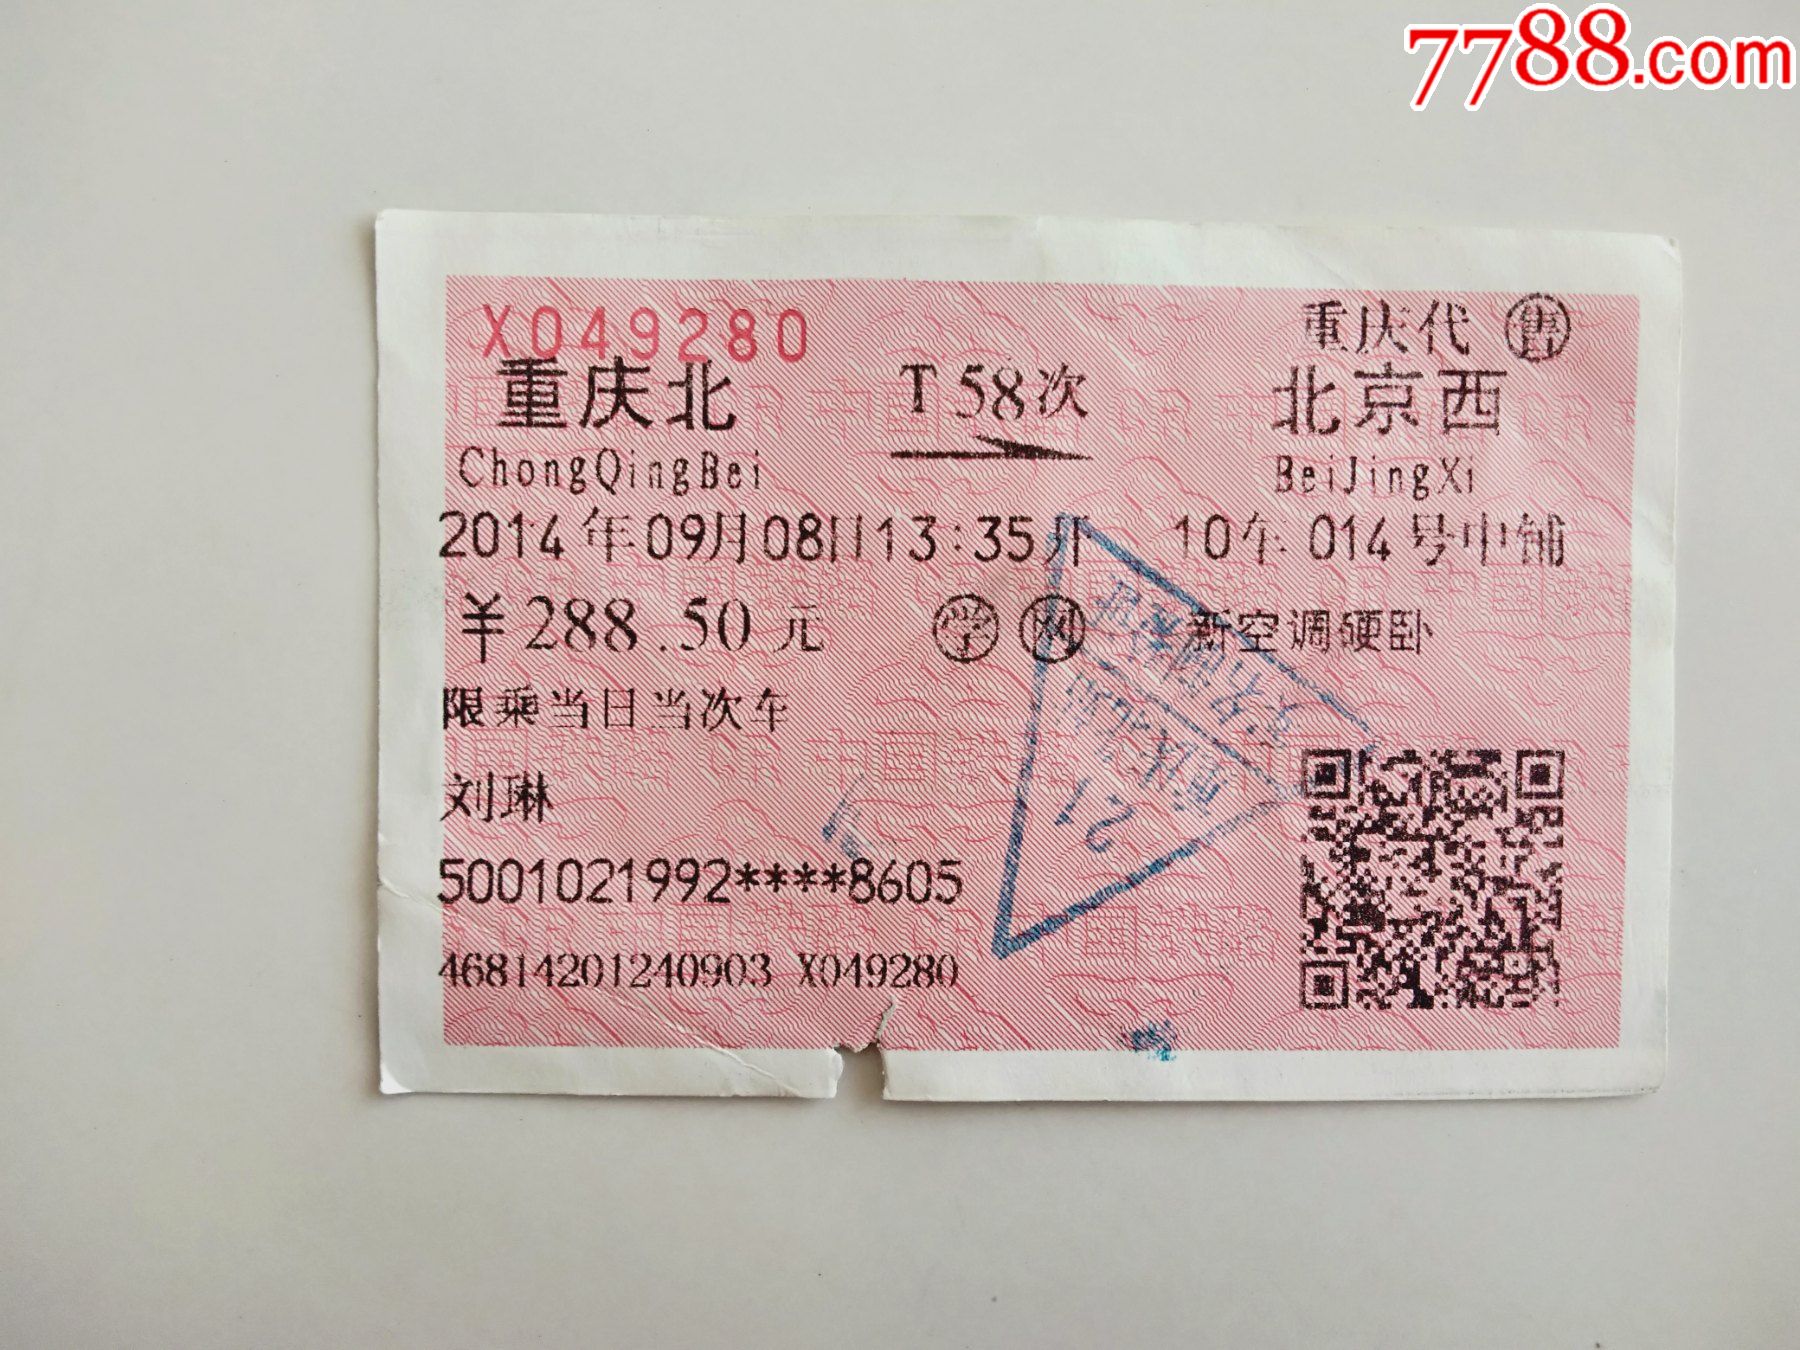 7788.com
X049280
重庆代 售
重庆北 T58次 北京西
ChongQingBei BeiJingXi
2014年09月08日13:35开 10车014号中铺
￥288.50元 学 网 新空调硬卧
限乘当日当次车
刘琳
5001021992****8605
21
46814201240903 X049280